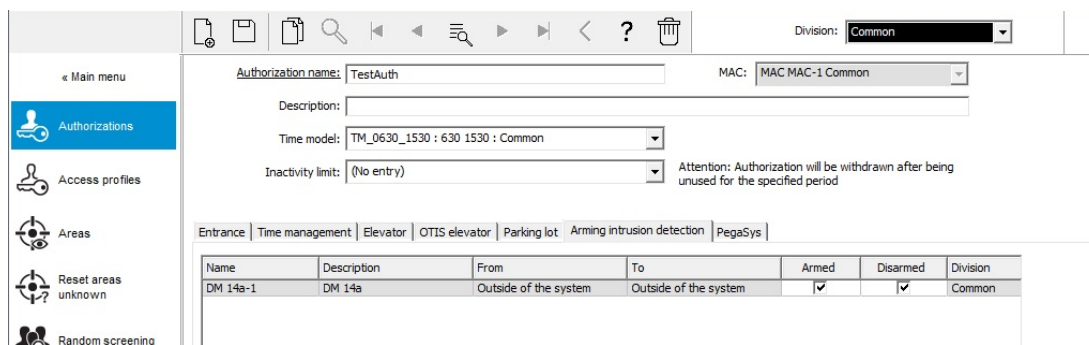 Division: Common
« Main menu
Authorization name: TestAuth
MAC: MAC MAC-1 Common
Authorizations
Description:
Time model: TM_0630_1530 : 630 1530 : Common
Access profiles
Inactivity limit: (No entry)
Attention: Authorization will be withdrawn after being
unused for the specified period
Areas
Entrance Time management Elevator OTIS elevator Parking lot Arming intrusion detection PegaSys
Reset areas
unknown
Name Description From To Armed Disarmed Division
DM 14a-1 DM 14a Outside of the system Outside of the system Common
Random screening